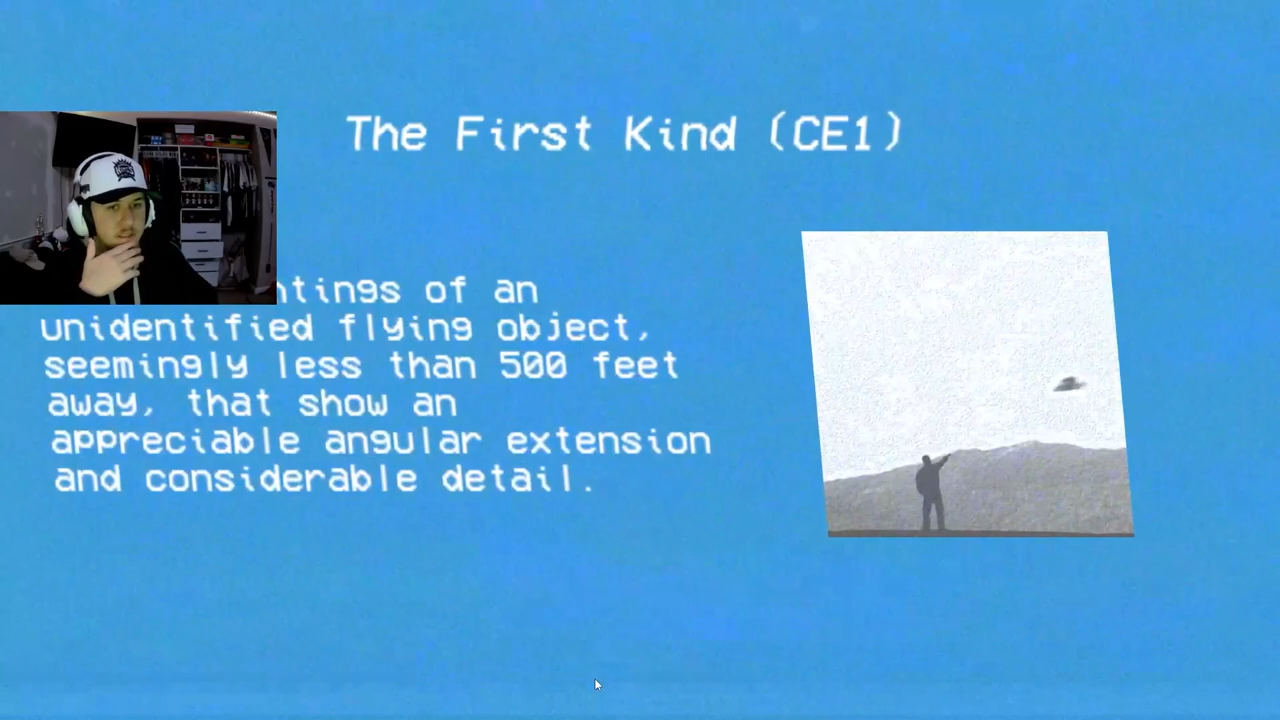 The First Kind (CE1)
of an
unidentified flying object,
seemingly less than 500 feet
away, that show an
appreciable angular extension
and considerable detail.